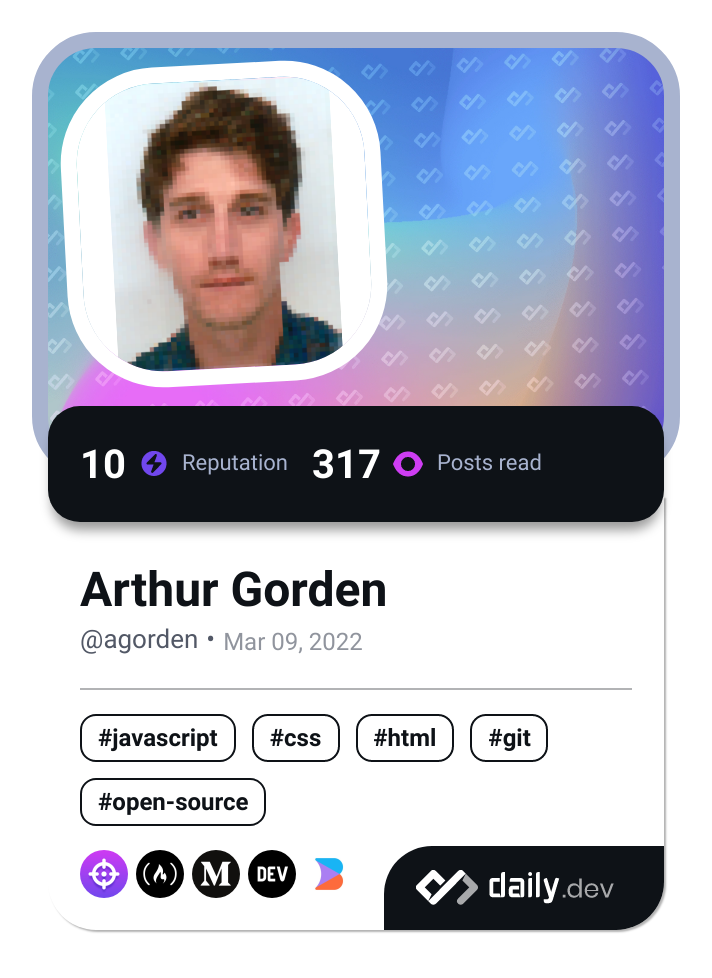 10 Reputation 317 Posts read
Arthur Gorden
@agorden • Mar 09, 2022
#javascript #css #html #git
#open-source
M DEV daily.dev